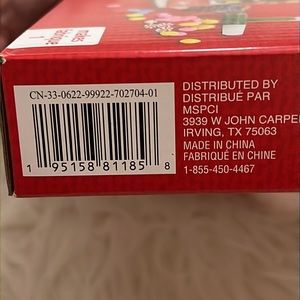 makes
CN-33-0622-99922-702704-01
1 95158 81185 8
DISTRIBUTED BY
DISTRIBUÉ PAR
MSPCI
3939 W JOHN CARPE
IRVING, TX 75063
MADE IN CHINA
FABRIQUÉ EN CHINE
1-855-450-4467